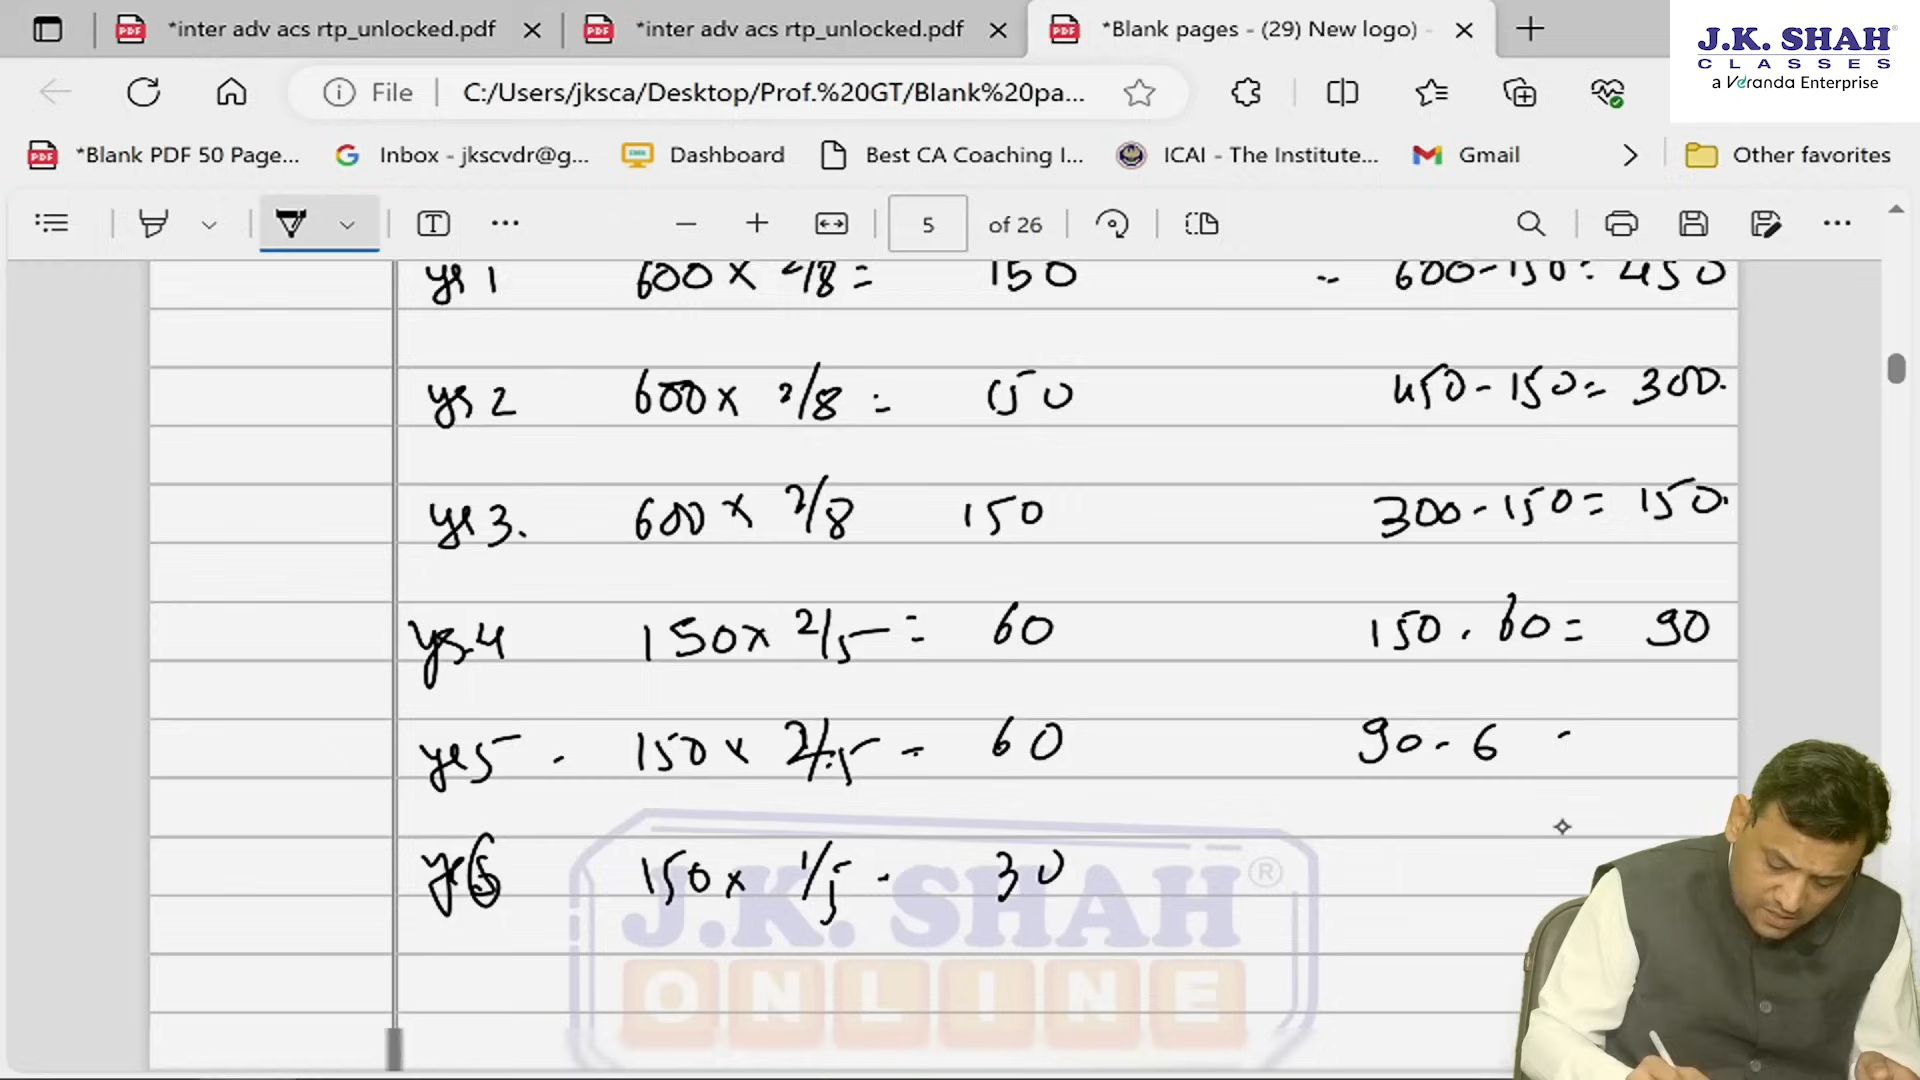 *inter adv acs rtp_unlocked.pdf
*inter adv acs rtp_unlocked.pdf
*Blank pages - (29) New logo) -
J.K. SHAH
CLASSES
a Veranda Enterprise
File
C:/Users/jksca/Desktop/Prof.%20GT/Blank%20pa...
*Blank PDF 50 Page...
Inbox - jkscvdr@g...
Dashboard
Best CA Coaching I...
ICAI - The Institute...
Gmail
Other favorites
5 of 26
yr 1 600 x 2/8 = 150 -- 600-150= 450
yr 2 600 x 2/8 = 150 450-150= 300.
yr 3. 600 x 2/8 150 300-150= 150.
yr.4 150 x 2/5 = 60 150-60= 90
yr 5 - 150 x 2/5 - 60 90-6
yr 6 150 x 1/5 - 30
J.K. SHAH ®
ONLINE